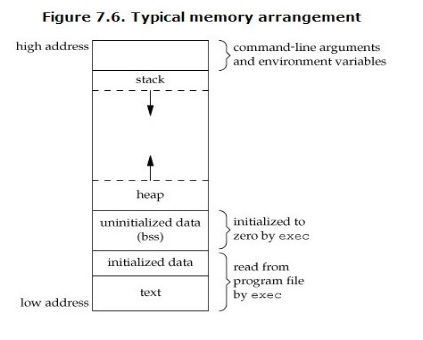 Figure 7.6. Typical memory arrangement
high address
command-line arguments
and environment variables
stack
heap
uninitialized data
(bss)
initialized to
zero by exec
initialized data
read from
program file
by exec
text
low address